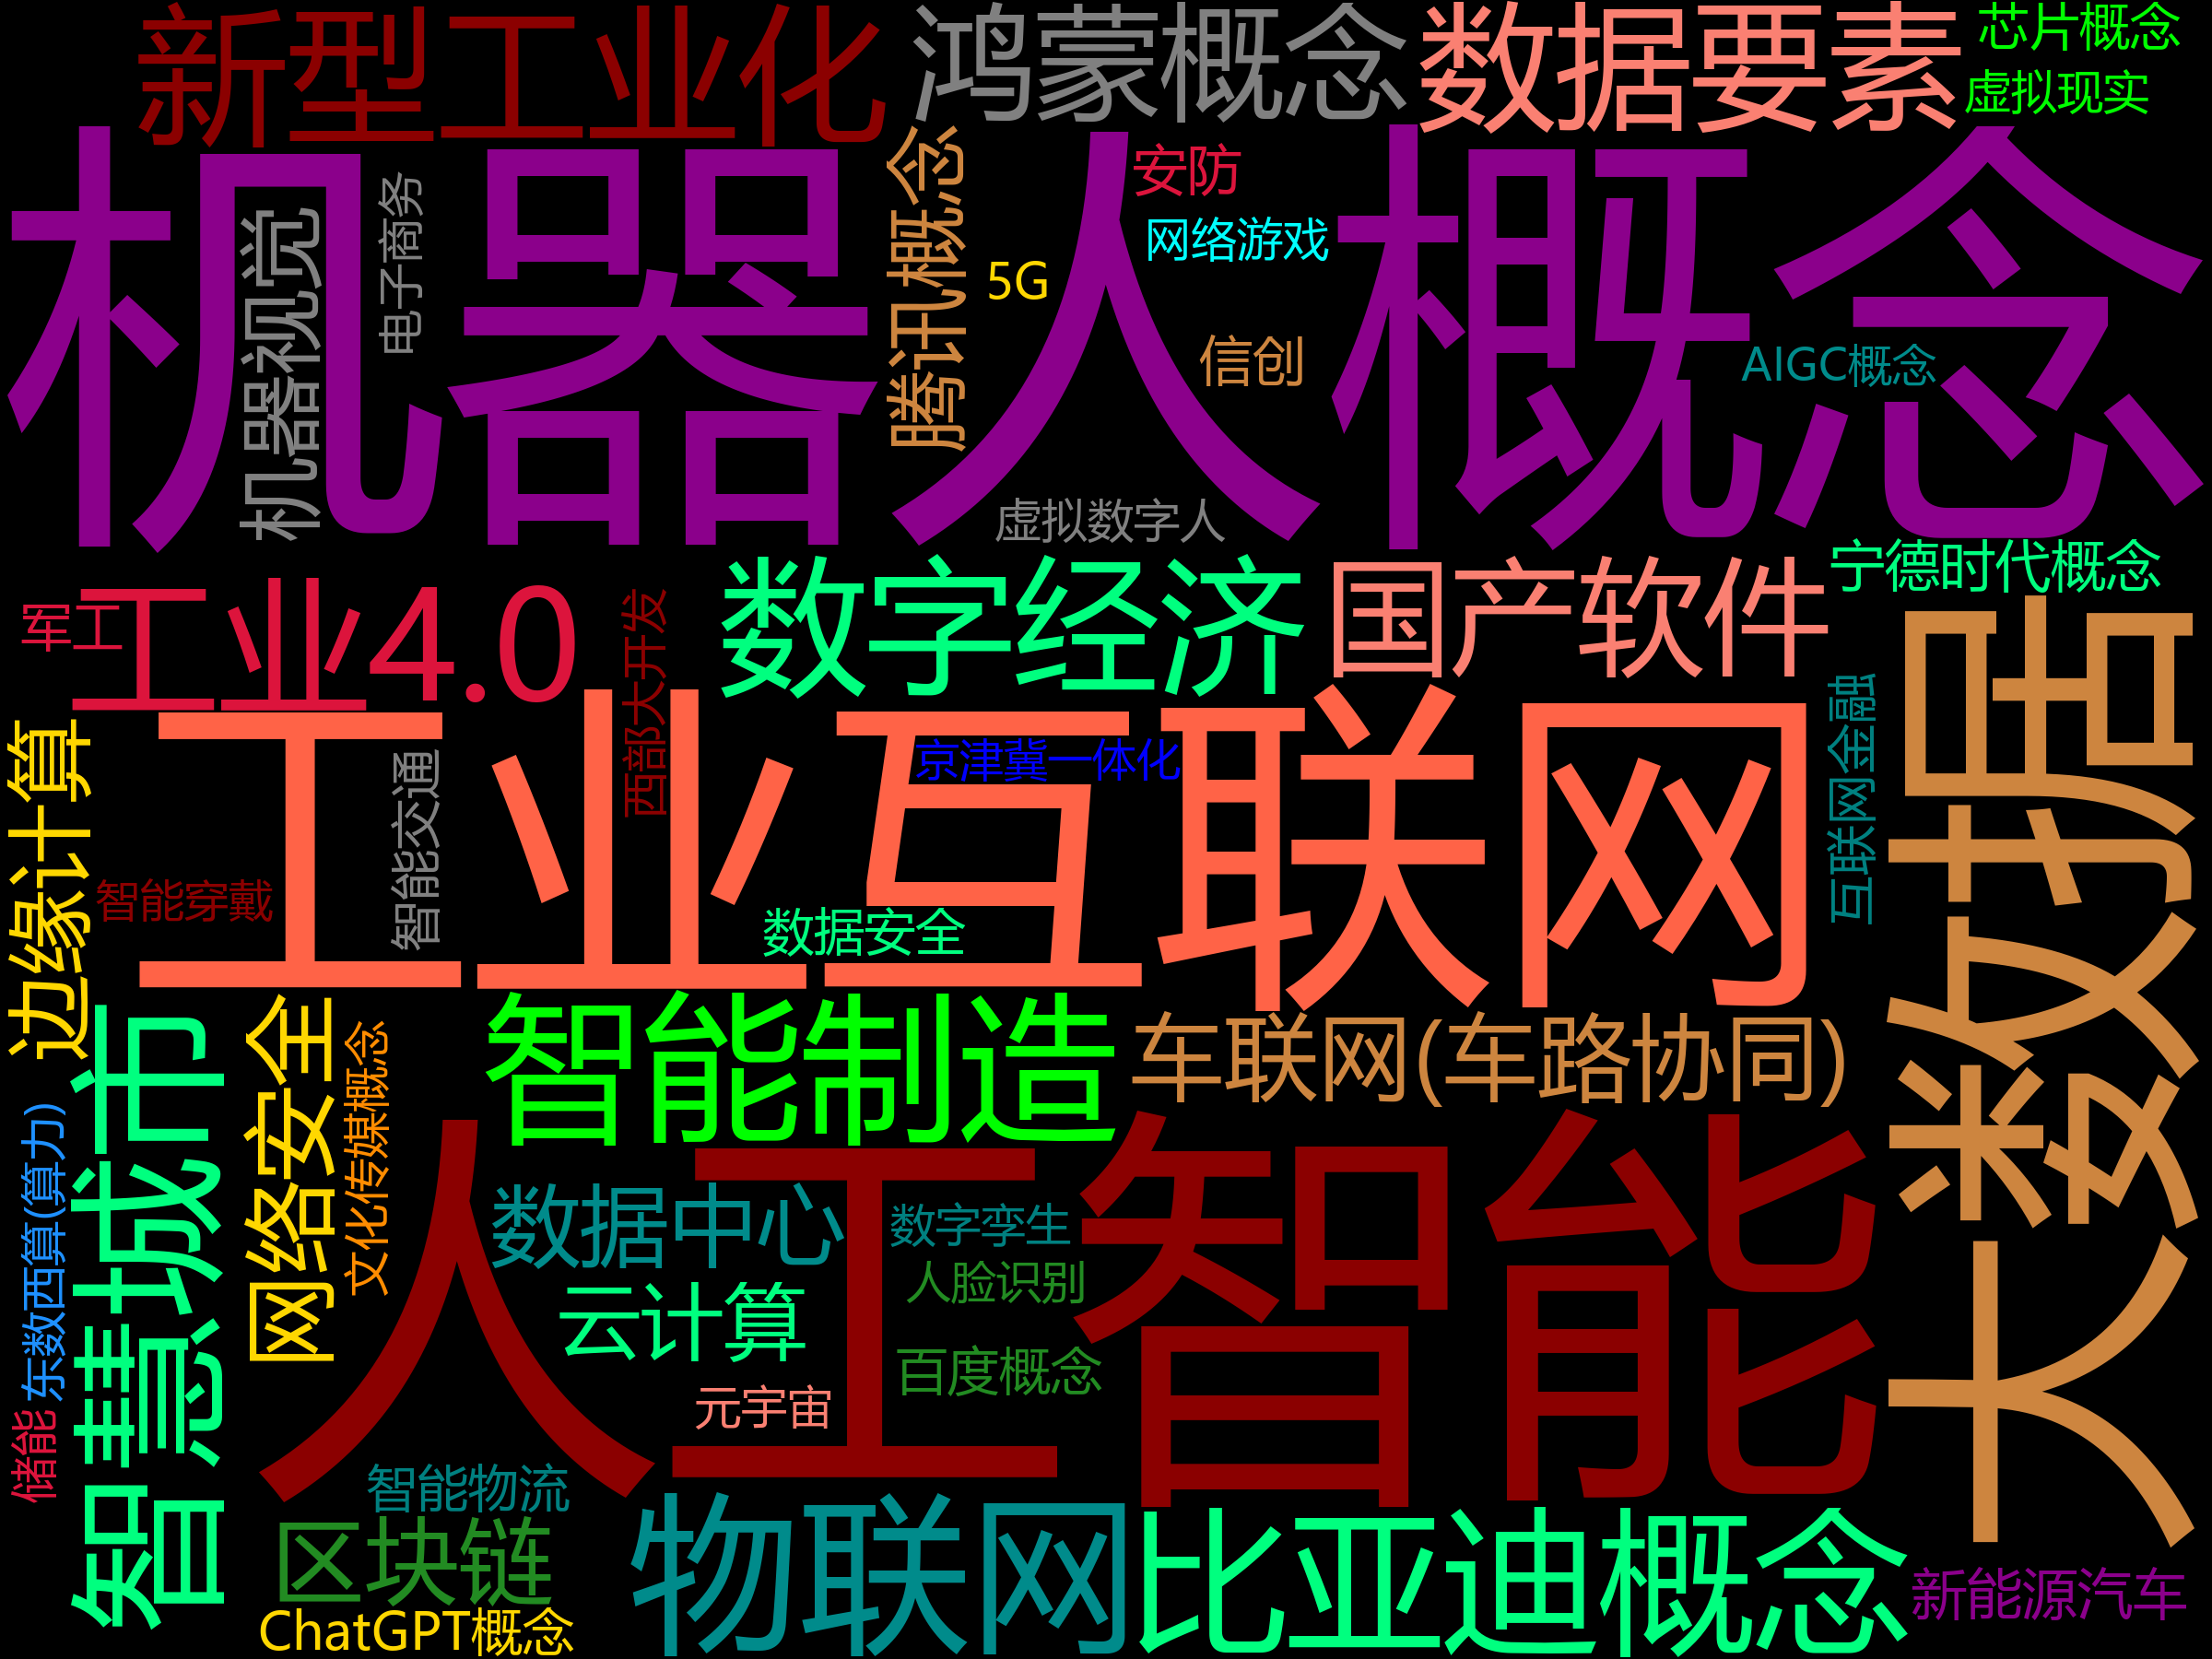 新型工业化
鸿蒙概念
数据要素
芯片概念
虚拟现实
机器人概念
机器视觉
电子商务
腾讯概念
安防
网络游戏
5G
信创
AIGC概念
虚拟数字人
宁德时代概念
军工
工业4.0
西部大开发
数字经济
国产软件
大数据
互联网金融
工业互联网
京津冀一体化
边缘计算
智能穿戴
智能交通
数据安全
智慧城市
网络安全
文化传媒概念
智能制造
车联网(车路协同)
东数西算(算力)
人工智能
数据中心
数字孪生
人脸识别
云计算
百度概念
元宇宙
储能
智能物流
区块链
物联网
比亚迪概念
新能源汽车
ChatGPT概念